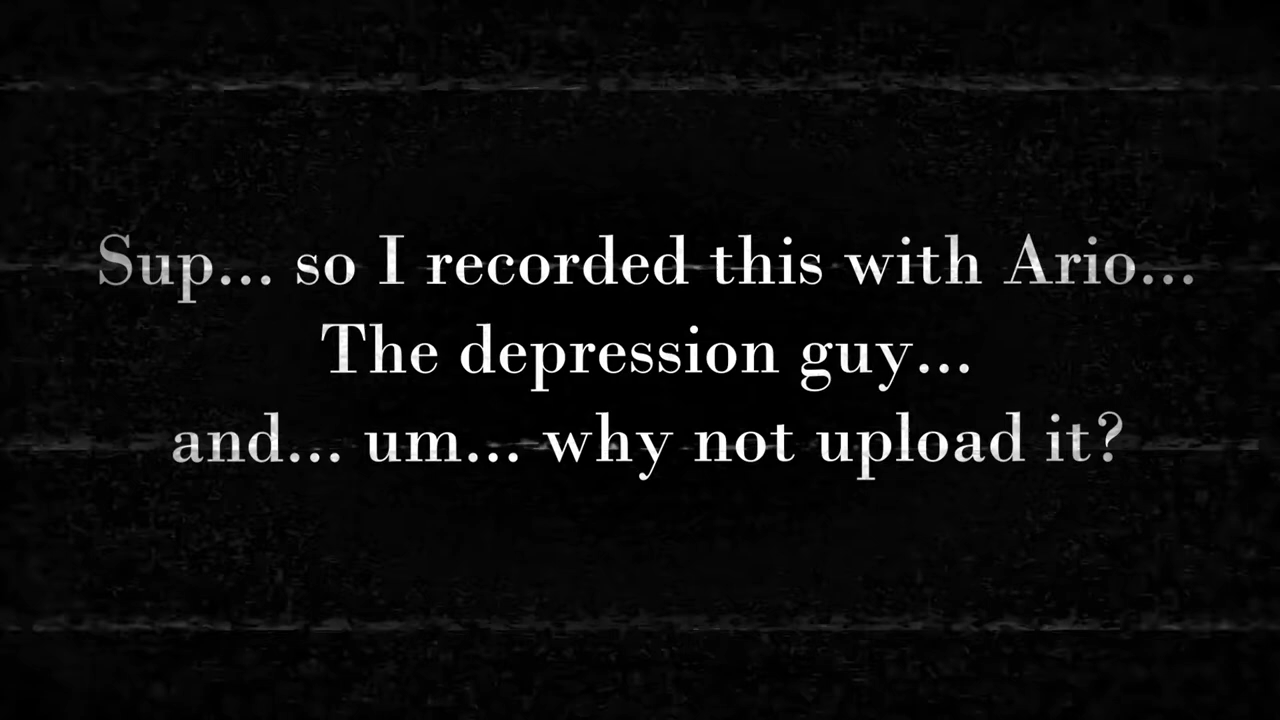 Sup... so I recorded this with Ario...
The depression guy...
and... um... why not upload it?